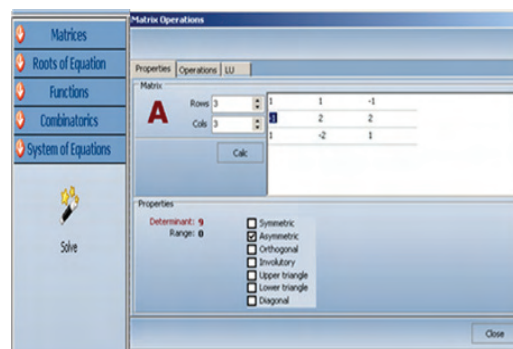 Matrix Operations
Matrices
Roots of Equation
Functions
Combinatorics
System of Equations
Solve
Properties Operations LU
Matrix
A
Rows 3
Cols 3
Calc
1 1 -1
-1 2 2
1 -2 1
Properties
Determinant: 9
Range: 0
Symmetric
Asymmetric
Orthogonal
Involutory
Upper triangle
Lower triangle
Diagonal
Close